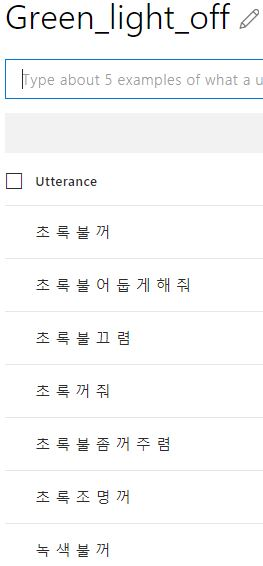 Green_light_off
Type about 5 examples of what a u
Utterance
초 록 불 꺼
초 록 불 어 둡 게 해 줘
초 록 불 끄 렴
초 록 꺼 줘
초 록 불 좀 꺼 주 렴
초 록 조 명 꺼
녹 색 불 꺼